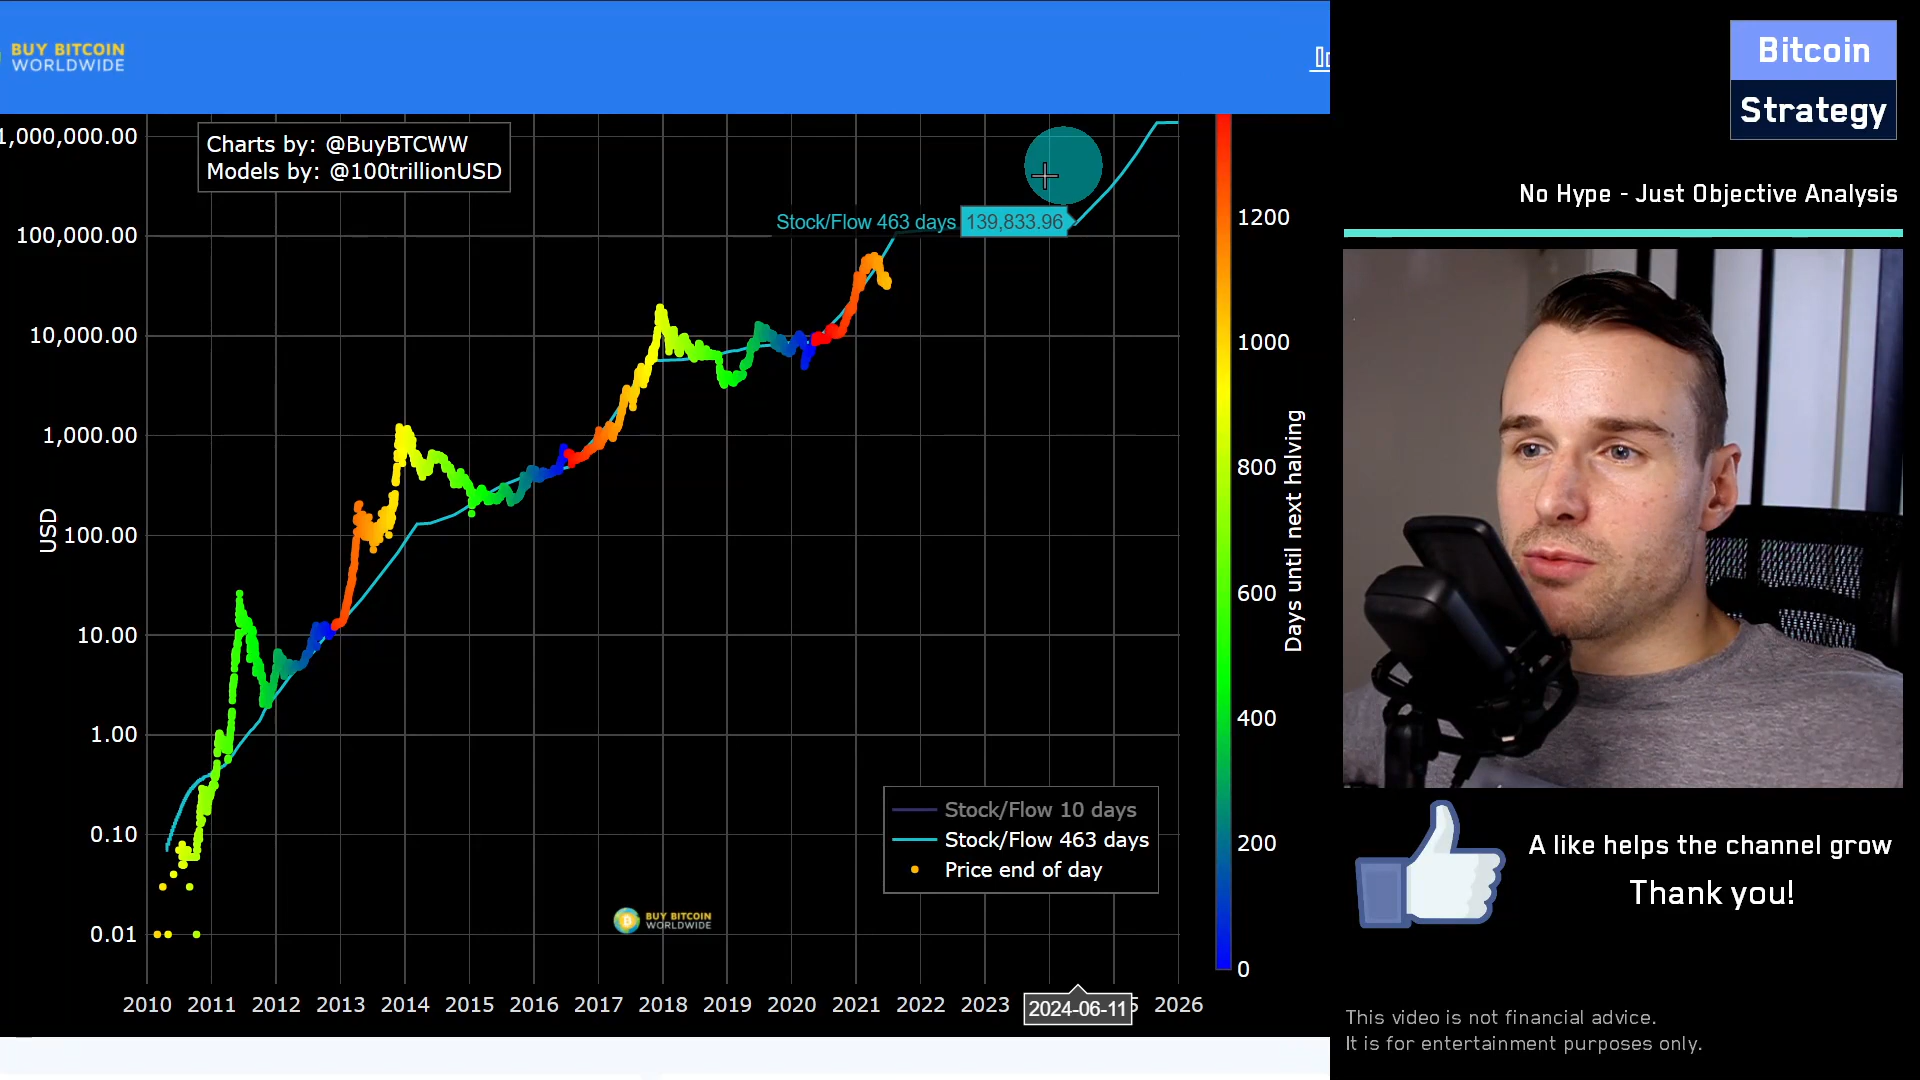 BUY BITCOIN
WORLDWIDE
Charts by: @BuyBTCWW
Models by: @100trillionUSD
1,000,000.00
100,000.00
10,000.00
1,000.00
100.00
10.00
1.00
0.10
0.01
USD
Stock/Flow 463 days 139,833.96
Stock/Flow 10 days
Stock/Flow 463 days
Price end of day
BUY BITCOIN
WORLDWIDE
2010 2011 2012 2013 2014 2015 2016 2017 2018 2019 2020 2021 2022 2023 2024-06-11 2026
1200
1000
800
600
400
200
0
Days until next halving
Bitcoin
Strategy
No Hype - Just Objective Analysis
A like helps the channel grow
Thank you!
This video is not financial advice.
It is for entertainment purposes only.